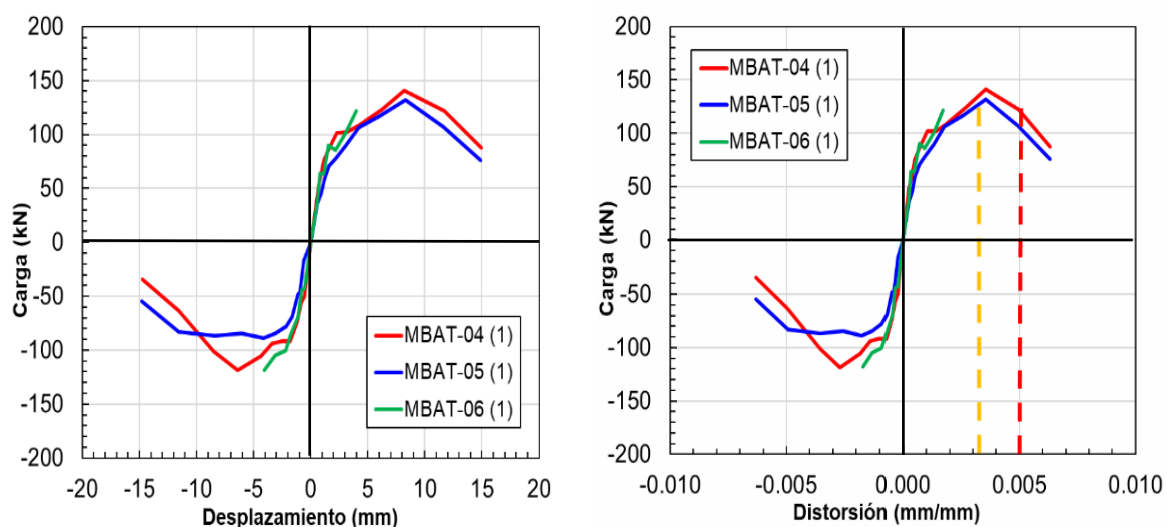 200
150
100
50
0
-50
-100
-150
-200
Carga (kN)
MBAT-04 (1)
MBAT-05 (1)
MBAT-06 (1)
-20 -15 -10 -5 0 5 10 15 20
Desplazamiento (mm)
200
150
100
50
0
-50
-100
-150
-200
Carga (kN)
MBAT-04 (1)
MBAT-05 (1)
MBAT-06 (1)
-0.010 -0.005 0.000 0.005 0.010
Distorsión (mm/mm)